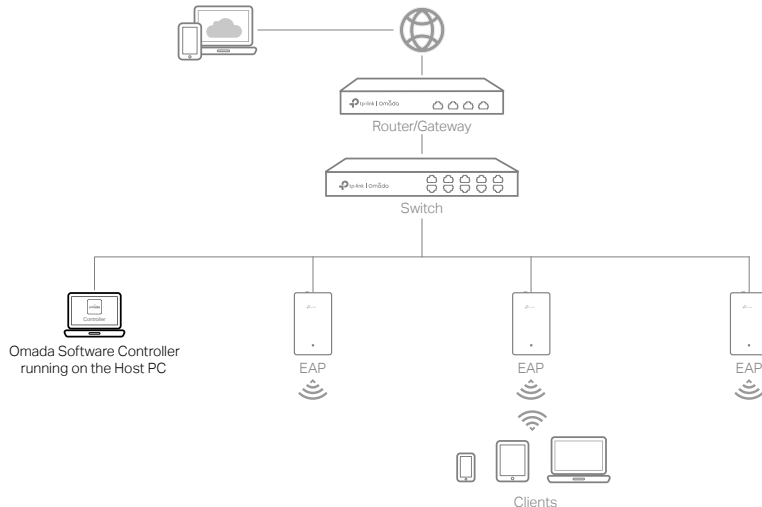 tp-link | omada
Router/Gateway
tp-link | omada
Switch
Controller
Omada Software Controller
running on the Host PC
EAP
EAP
EAP
Clients